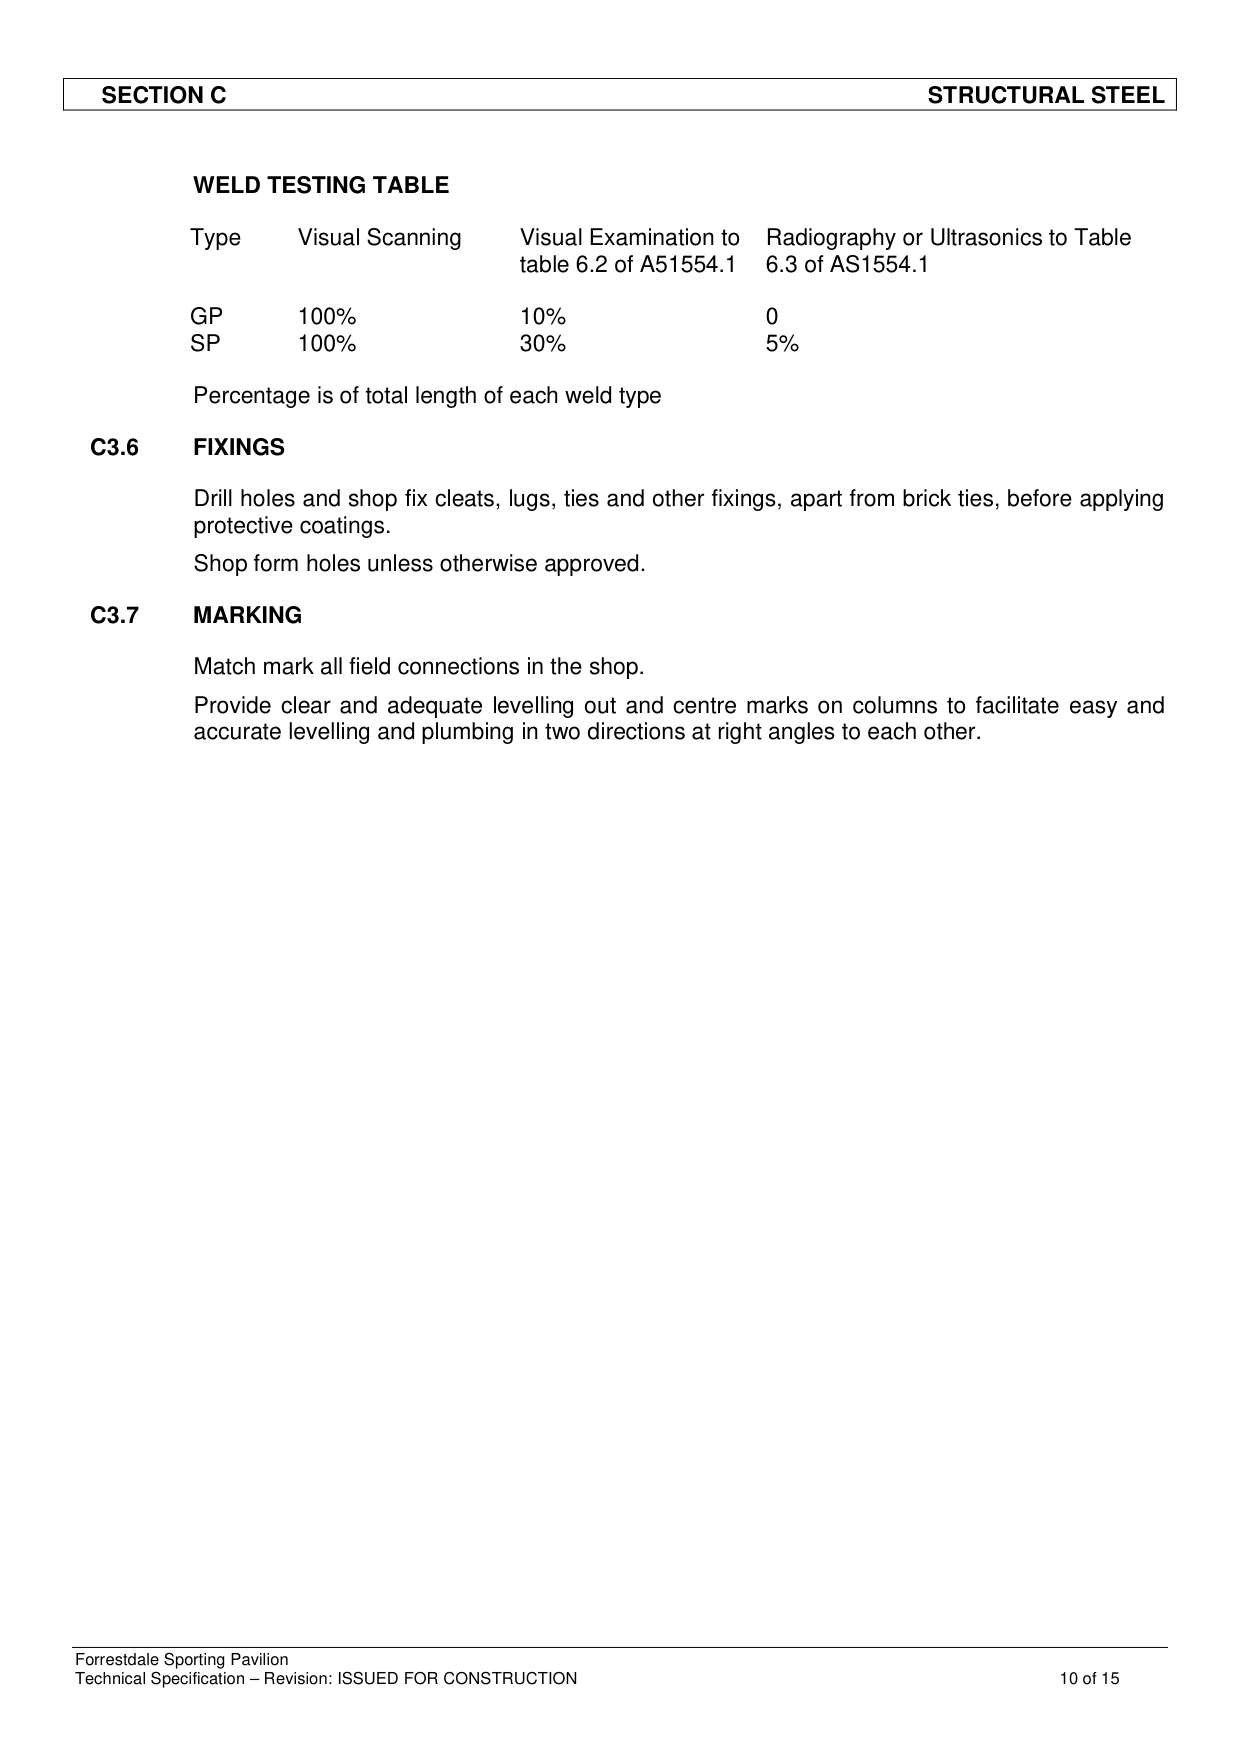 SECTION C STRUCTURAL STEEL
WELD TESTING TABLE
Type Visual Scanning Visual Examination to Radiography or Ultrasonics to Table
table 6.2 of A51554.1 6.3 of AS1554.1
GP 100% 10% 0
SP 100% 30% 5%
Percentage is of total length of each weld type
C3.6 FIXINGS
Drill holes and shop fix cleats, lugs, ties and other fixings, apart from brick ties, before applying
protective coatings.
Shop form holes unless otherwise approved.
C3.7 MARKING
Match mark all field connections in the shop.
Provide clear and adequate levelling out and centre marks on columns to facilitate easy and
accurate levelling and plumbing in two directions at right angles to each other.
Forrestdale Sporting Pavilion
Technical Specification – Revision: ISSUED FOR CONSTRUCTION 10 of 15